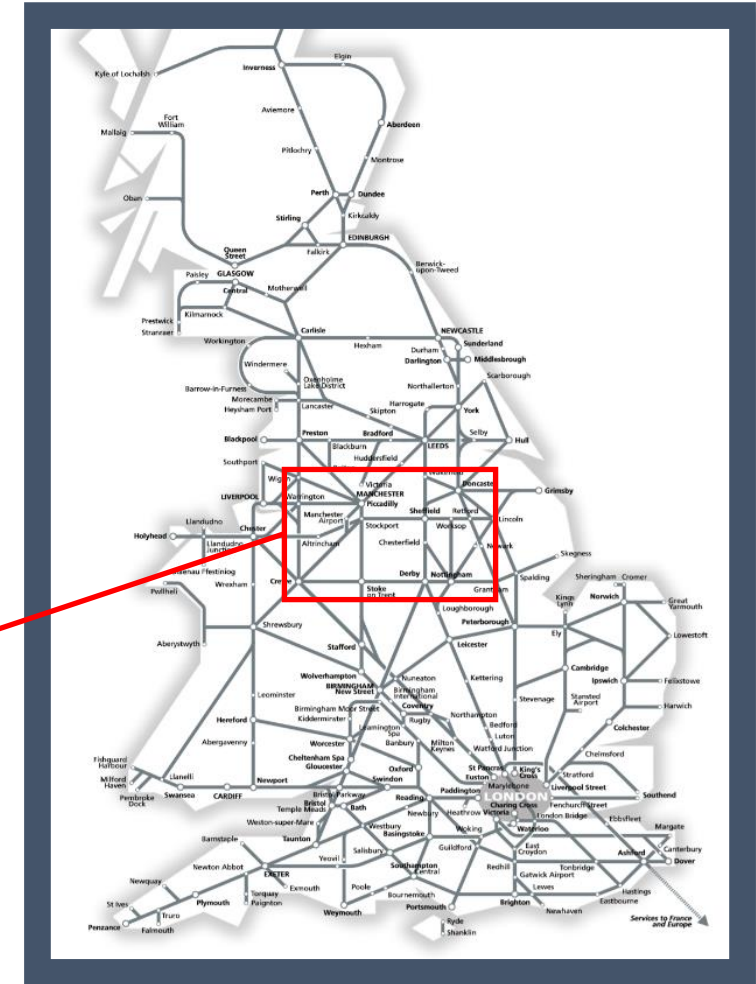 Elgin
Inverness
Kyle of Lochalsh
Aviemore
Fort
William
Mallaig
Aberdeen
Pitlochry
Montrose
Oban
Perth
Dundee
Stirling
Kirkcaldy
EDINBURGH
Queen
Street
Falkirk
GLASGOW
Central
Paisley
Motherwell
Berwick-
upon-Tweed
Prestwick
Kilmarnock
Stranraer
Carlisle
NEWCASTLE
Workington
Hexham
Sunderland
Durham
Darlington
Middlesbrough
Windermere
Oxenholme
Lake District
Northallerton
Scarborough
Barrow-in-Furness
Morecambe
Heysham Port
Lancaster
Skipton
Harrogate
York
Blackpool
Preston
Bradford
LEEDS
Selby
Hull
Blackburn
Huddersfield
Southport
Wigan
Victoria
Wakefield
Doncaster
LIVERPOOL
Warrington
MANCHESTER
Piccadilly
Grimsby
Manchester
Airport
Stockport
Sheffield
Retford
Worksop
Lincoln
Llandudno
Holyhead
Llandudno
Junction
Chester
Altrincham
Chesterfield
Newark
Skegness
Wrexham
Crewe
Stoke
on Trent
Derby
Nottingham
Grantham
Spalding
Sheringham
Cromer
Pwllheli
Loughborough
Kings
Lynn
Norwich
Great
Yarmouth
Aberystwyth
Shrewsbury
Stafford
Leicester
Peterborough
Ely
Lowestoft
Wolverhampton
BIRMINGHAM
New Street
Nuneaton
Birmingham
International
Kettering
Cambridge
Ipswich
Felixstowe
Leominster
Birmingham Moor Street
Kidderminster
Coventry
Rugby
Northampton
Stevenage
Stansted
Airport
Harwich
Hereford
Leamington
Spa
Bedford
Colchester
Abergavenny
Worcester
Banbury
Milton
Keynes
Luton
Watford Junction
Chelmsford
Fishguard
Harbour
Milford
Haven
Pembroke
Dock
Llanelli
Swansea
CARDIFF
Newport
Cheltenham Spa
Gloucester
Swindon
Oxford
St Pancras
Euston
King's
Cross
Stratford
Liverpool Street
Bristol Parkway
Bristol
Temple Meads
Bath
Reading
Paddington
Marylebone
LONDON
Charing Cross
Fenchurch Street
Southend
Weston-super-Mare
Newbury
Heathrow
Victoria
London Bridge
Ebbsfleet
Waterloo
Margate
Barnstaple
Taunton
Westbury
Basingstoke
Woking
Guildford
East
Croydon
Canterbury
Ashford
Dover
Newton Abbot
EXETER
Yeovil
Salisbury
Southampton
Central
Redhill
Tonbridge
Gatwick Airport
Newquay
Exmouth
Poole
Bournemouth
Lewes
Hastings
Eastbourne
St Ives
Truro
Plymouth
Torquay
Paignton
Weymouth
Portsmouth
Brighton
Newhaven
Penzance
Falmouth
Ryde
Shanklin
Services to France
and Europe